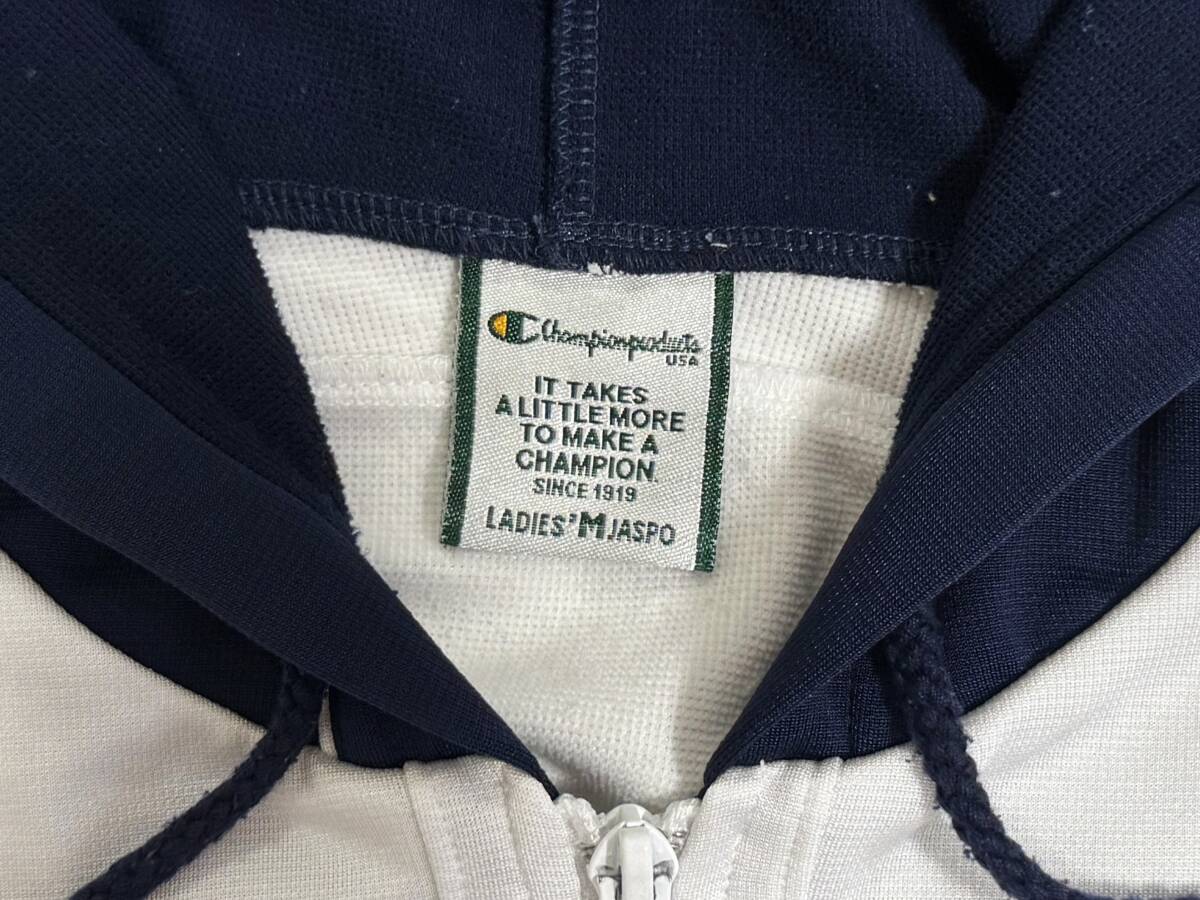 Championproducts
USA
IT TAKES
A LITTLE MORE
TO MAKE A
CHAMPION.
SINCE 1919
LADIES' M JASPO